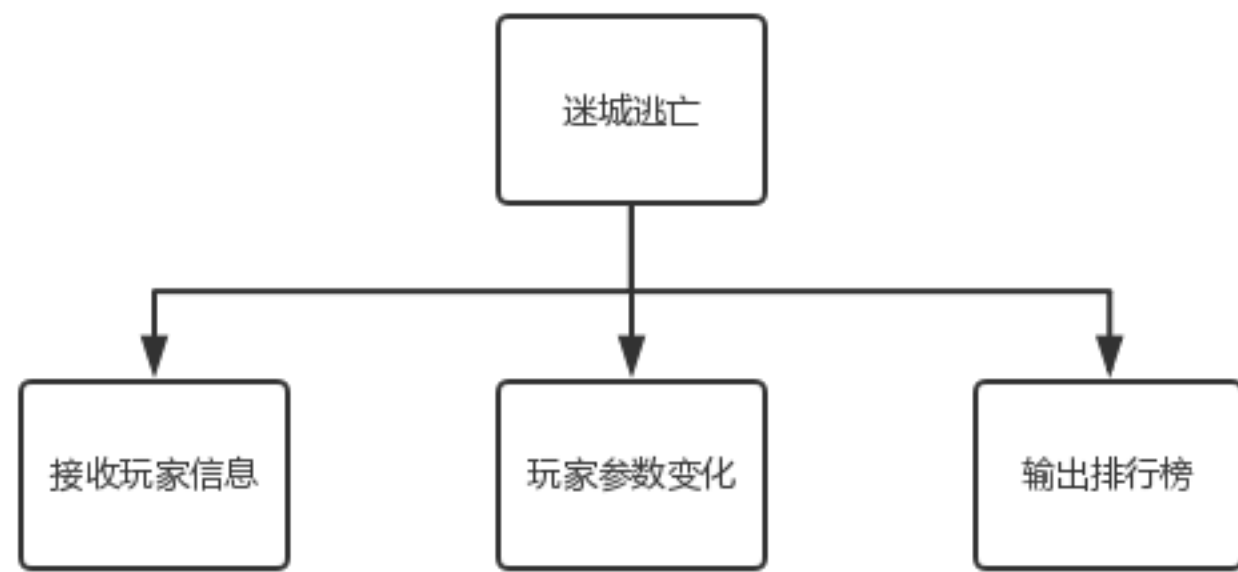 迷城逃亡
接收玩家信息
玩家参数变化
输出排行榜